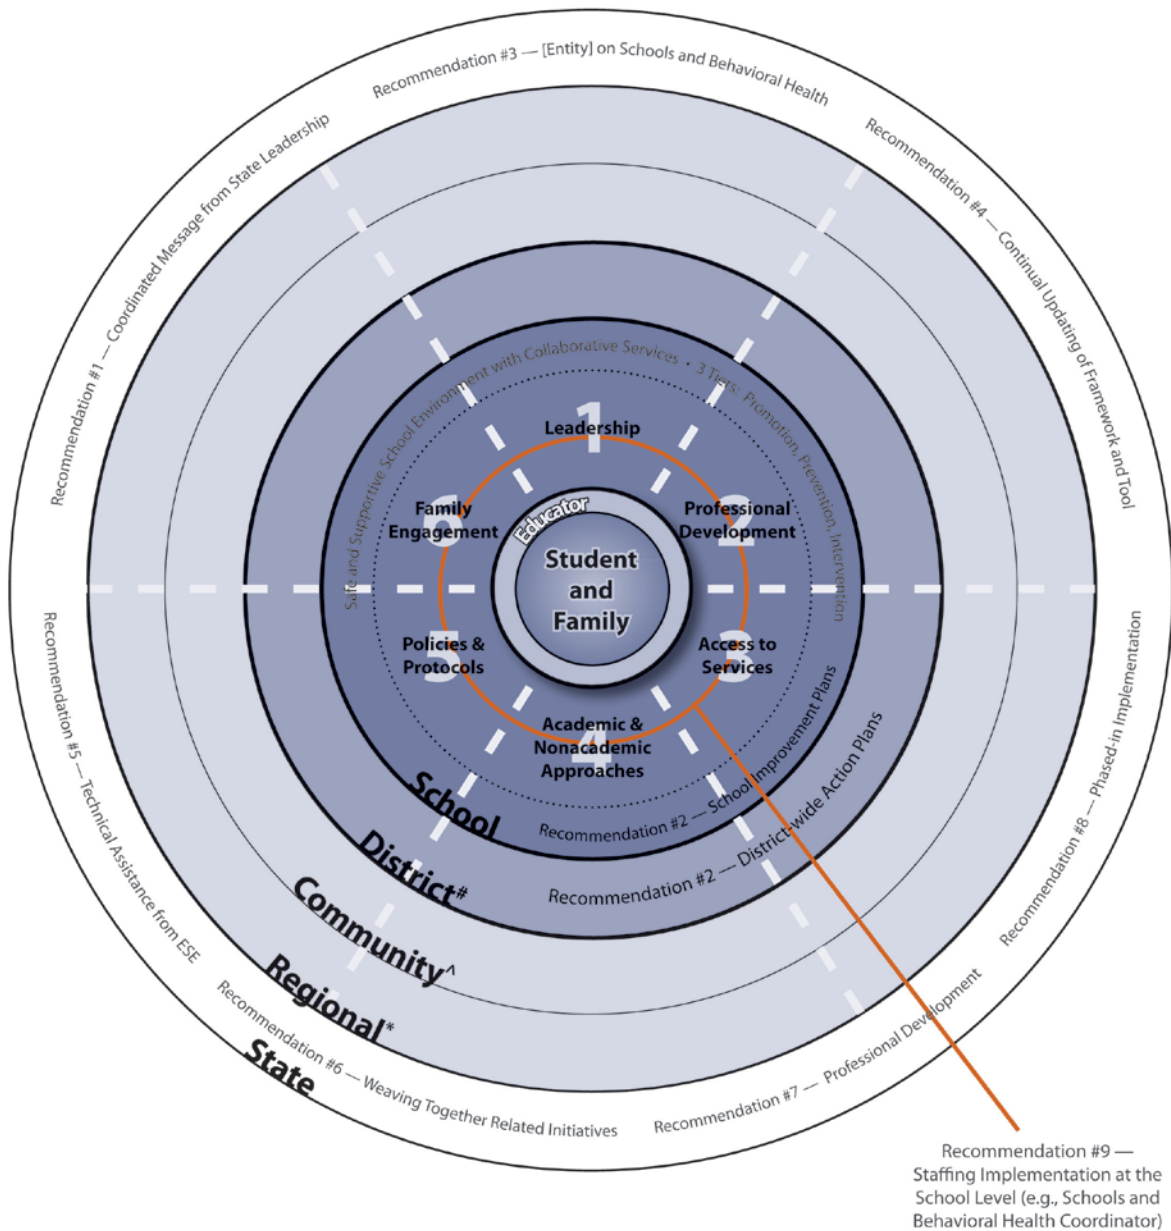 Recommendation #3 — [Entity] on Schools and Behavioral Health
Recommendation #1 — Coordinated Message from State Leadership
Recommendation #4 — Continual Updating of Framework and Tool
Safe and Supportive School Environment with Collaborative Services • 3 Tiers: Promotion, Prevention, Intervention
1
Leadership
6
Family
Engagement
2
Professional
Development
Educator
Student
and
Family
5
Policies &
Protocols
3
Access to
Services
4
Academic &
Nonacademic
Approaches
School
Recommendation #2 — School Improvement Plans
District#
Recommendation #2 — District-wide Action Plans
Community^
Regional*
State
Recommendation #5 — Technical Assistance from ESE
Recommendation #6 — Weaving Together Related Initiatives
Recommendation #7 — Professional Development
Recommendation #8 — Phased-in Implementation
Recommendation #9 —
Staffing Implementation at the
School Level (e.g., Schools and
Behavioral Health Coordinator)